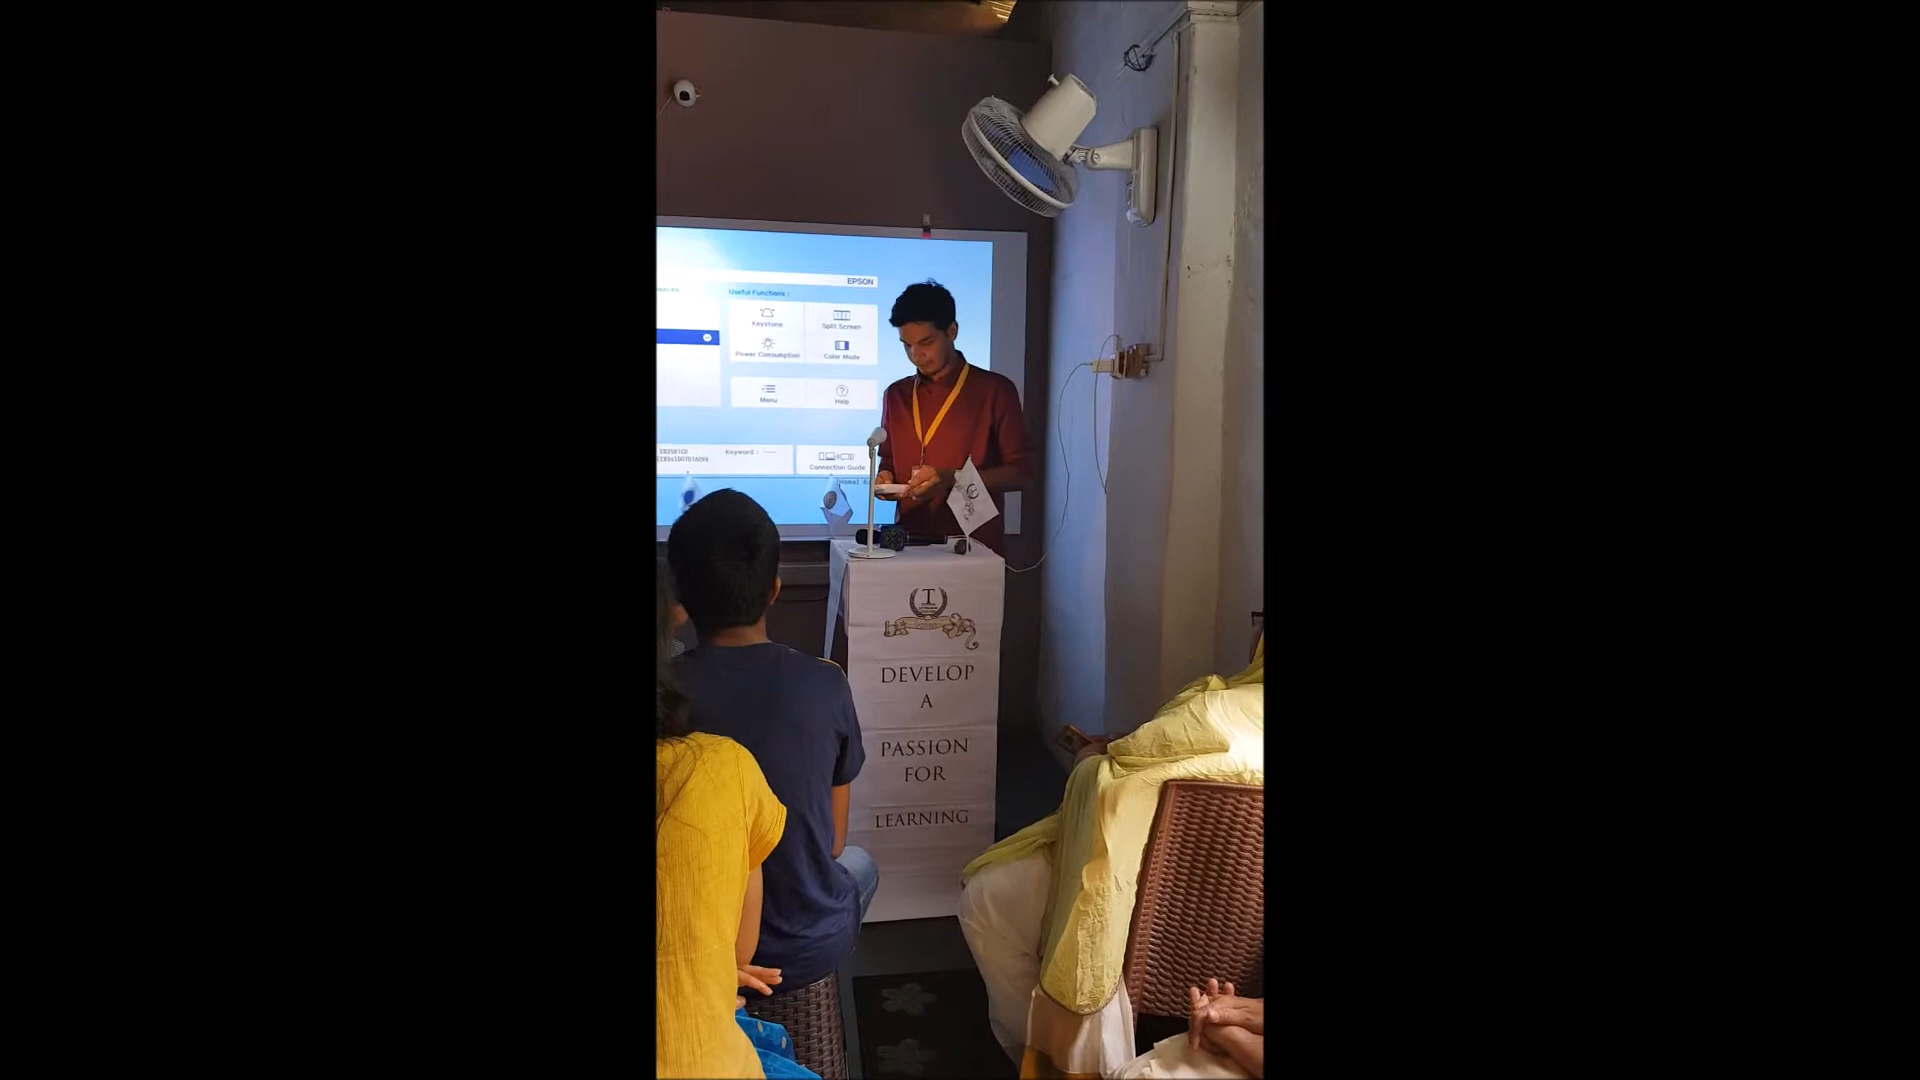 EPSON
Useful Functions :
Keystone
Split Screen
Power Consumption
Color Mode
Menu
Help
Keyword :
Connection Guide
DEVELOP
A
PASSION
FOR
LEARNING